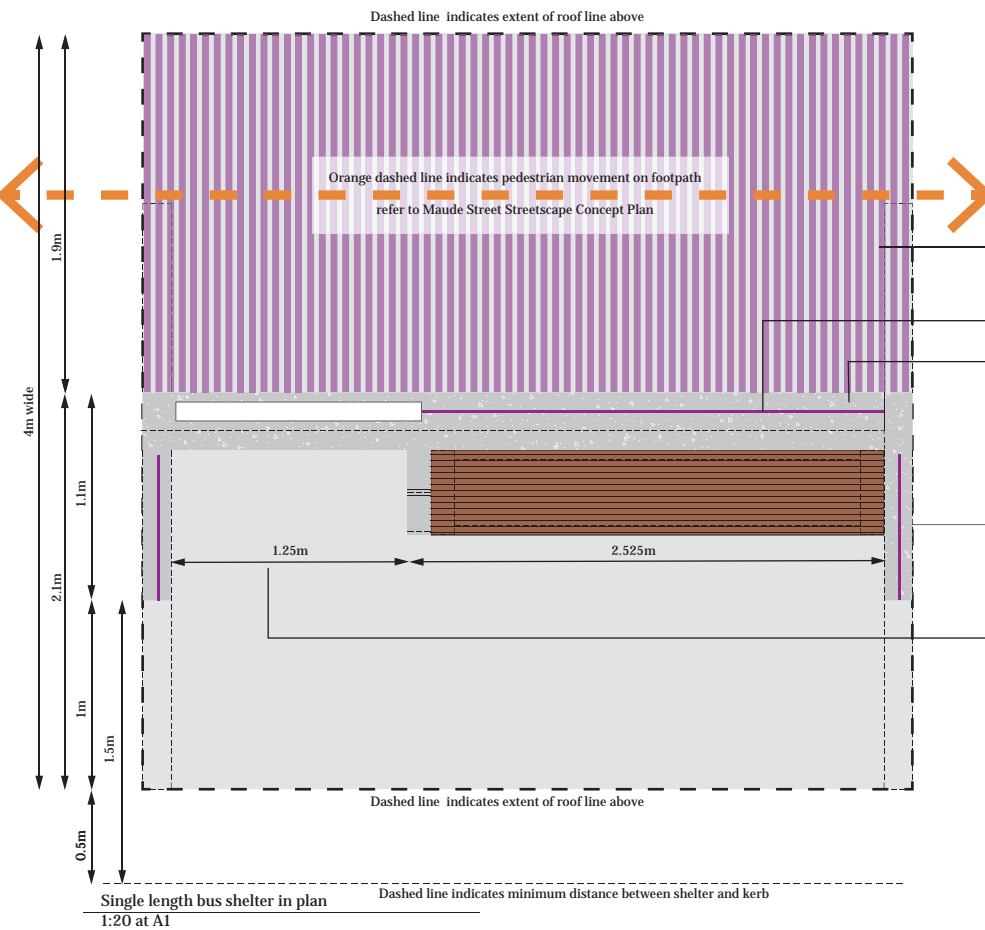 Dashed line indicates extent of roof line above
Orange dashed line indicates pedestrian movement on footpath
refer to Maude Street Streetscape Concept Plan
1.9m
4m wide
1.1m
2.1m
1.25m
2.525m
1m
1.5m
0.5m
Dashed line indicates extent of roof line above
Dashed line indicates minimum distance between shelter and kerb
Single length bus shelter in plan
1:20 at A1